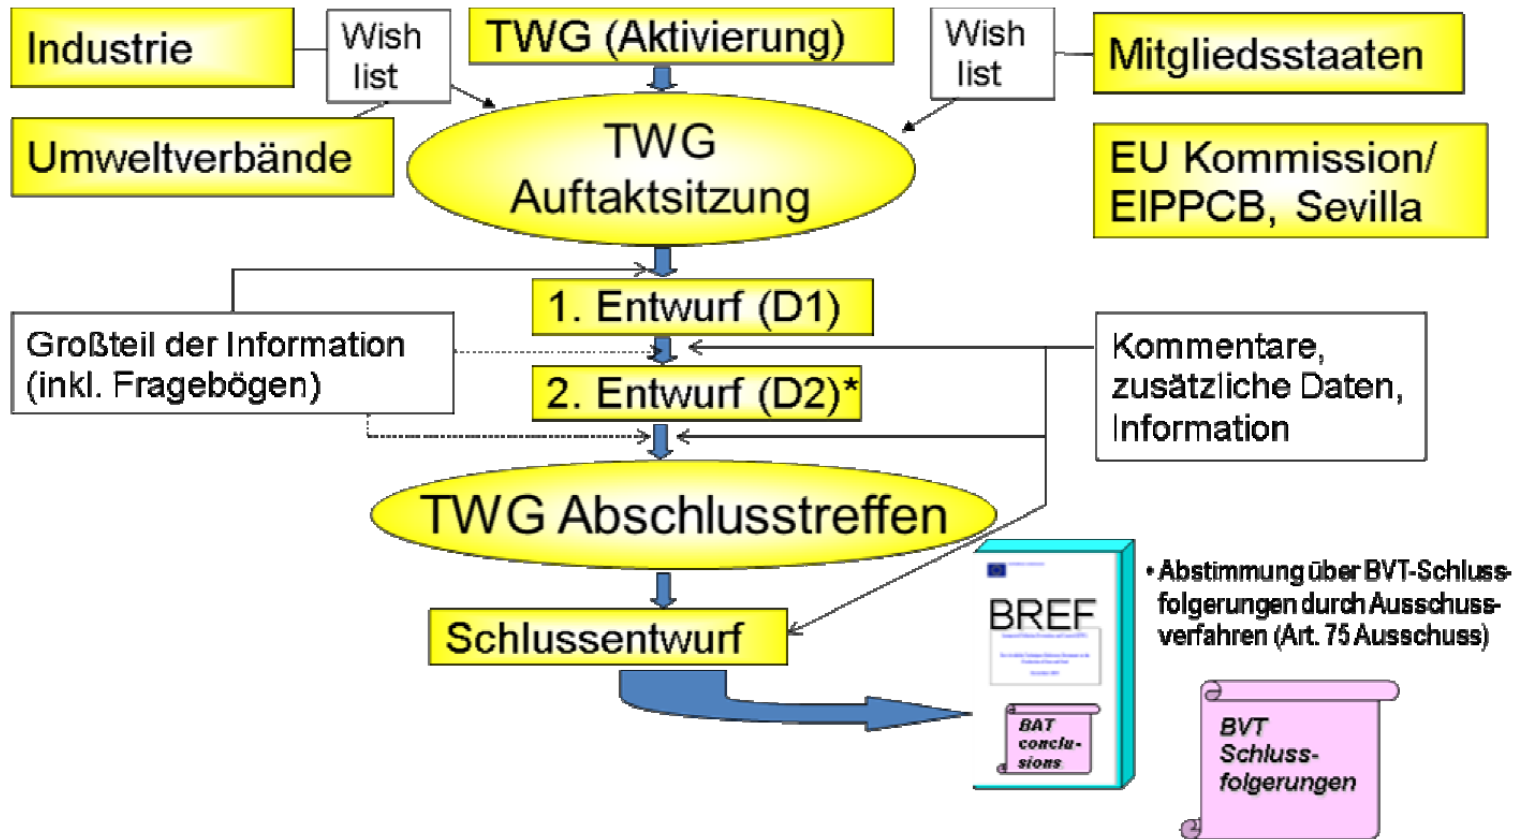 Industrie
Wish
list
TWG (Aktivierung)
Wish
list
Mitgliedsstaaten
Umweltverbände
TWG
Auftaktsitzung
EU Kommission/
EIPPCB, Sevilla
1. Entwurf (D1)
Großteil der Information
(inkl. Fragebögen)
Kommentare,
zusätzliche Daten,
Information
2. Entwurf (D2)*
TWG Abschlusstreffen
Schlussentwurf
BREF
BAT
conclu-
sions
• Abstimmung über BVT-Schluss-
folgerungen durch Ausschuss-
verfahren (Art. 75 Ausschuss)
BVT
Schluss-
folgerungen